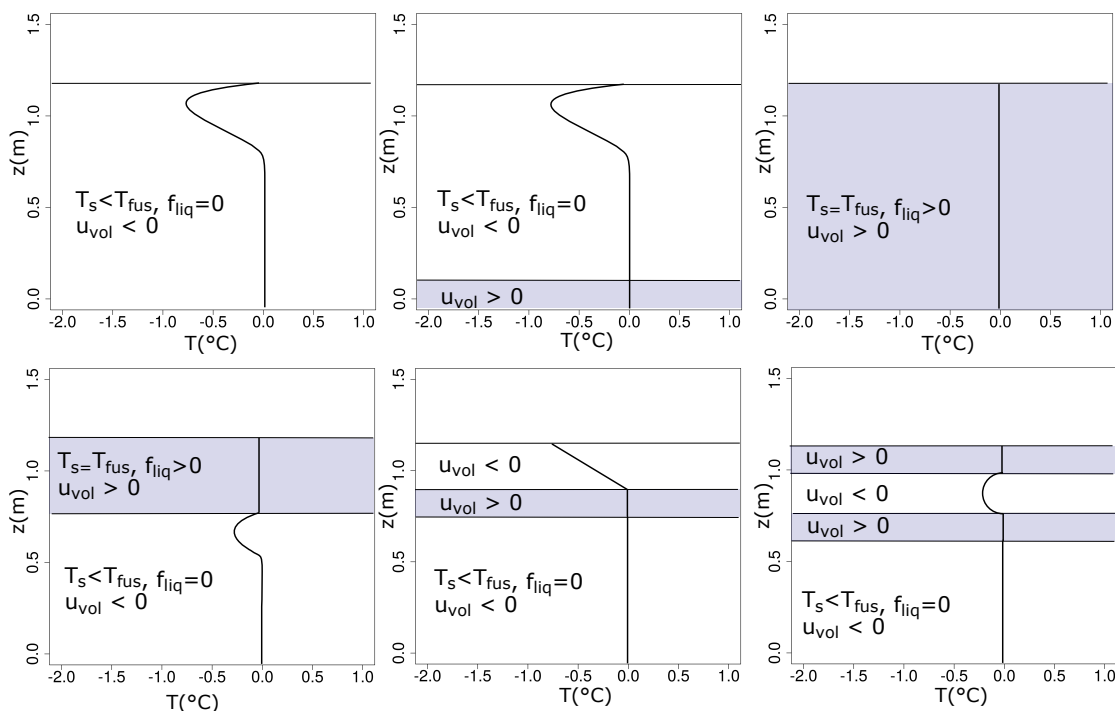 1.5
1.0
0.5
0.0
z(m)
T_s<T_fus, f_liq=0
u_vol < 0
-2.0 -1.5 -1.0 -0.5 0.0 0.5 1.0
T(°C)
1.5
1.0
0.5
0.0
z(m)
T_s<T_fus, f_liq=0
u_vol < 0
u_vol > 0
-2.0 -1.5 -1.0 -0.5 0.0 0.5 1.0
T(°C)
1.5
1.0
0.5
0.0
z(m)
T_s=T_fus, f_liq>0
u_vol > 0
-2.0 -1.5 -1.0 -0.5 0.0 0.5 1.0
T(°C)
1.5
1.0
0.5
0.0
z(m)
T_s=T_fus, f_liq>0
u_vol > 0
T_s<T_fus, f_liq=0
u_vol < 0
-2.0 -1.5 -1.0 -0.5 0.0 0.5 1.0
T(°C)
1.5
1.0
0.5
0.0
z(m)
u_vol < 0
u_vol > 0
T_s<T_fus, f_liq=0
u_vol < 0
-2.0 -1.5 -1.0 -0.5 0.0 0.5 1.0
T(°C)
1.5
1.0
0.5
0.0
z(m)
u_vol > 0
u_vol < 0
u_vol > 0
T_s<T_fus, f_liq=0
u_vol < 0
-2.0 -1.5 -1.0 -0.5 0.0 0.5 1.0
T(°C)